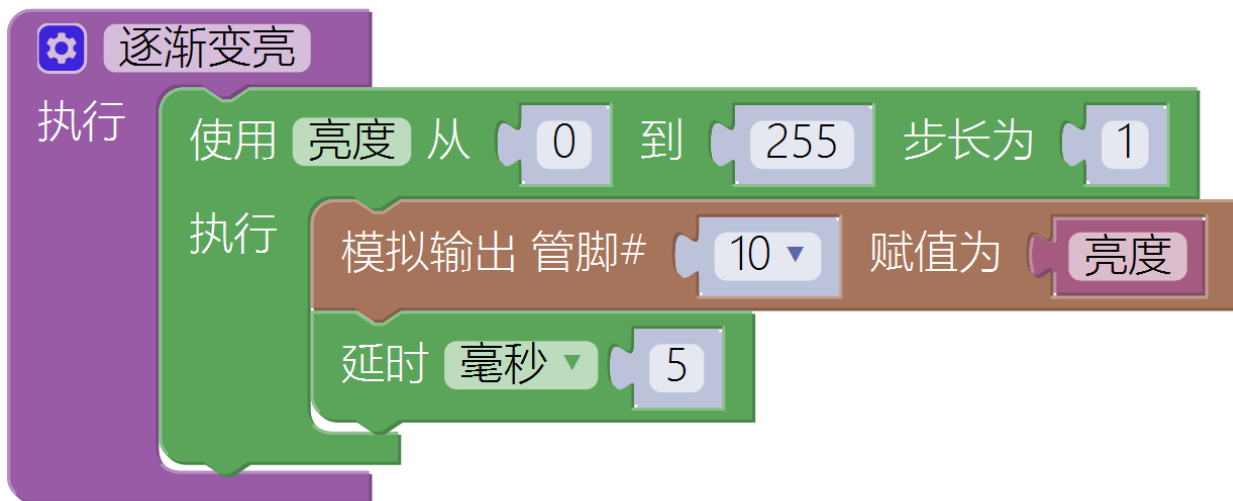 逐渐变亮
执行 使用 亮度 从 0 到 255 步长为 1
执行 模拟输出 管脚# 10 赋值为 亮度
延时 毫秒 5